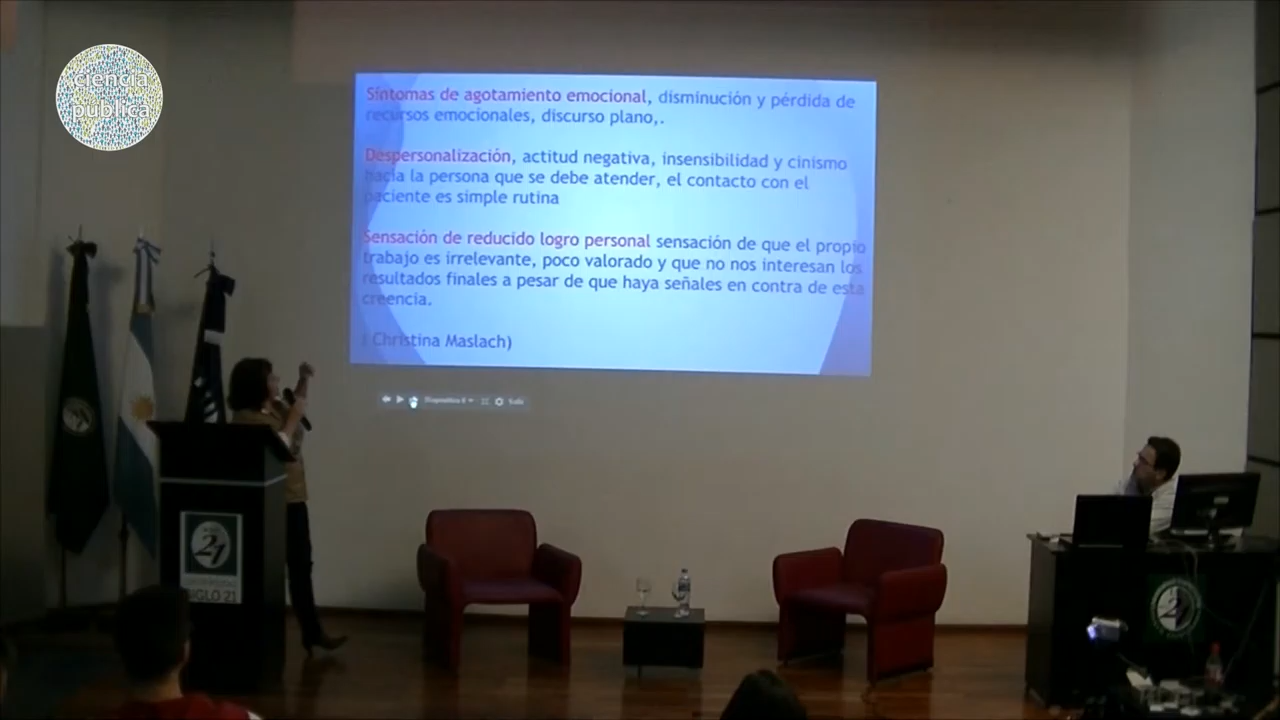 ciencia
pública
Síntomas de agotamiento emocional, disminución y pérdida de
recursos emocionales, discurso plano,.
Despersonalización, actitud negativa, insensibilidad y cinismo
hacia la persona que se debe atender, el contacto con el
paciente es simple rutina
Sensación de reducido logro personal sensación de que el propio
trabajo es irrelevante, poco valorado y que no nos interesan los
resultados finales a pesar de que haya señales en contra de esta
creencia.
( Christina Maslach)
21
SIGLO 21
21